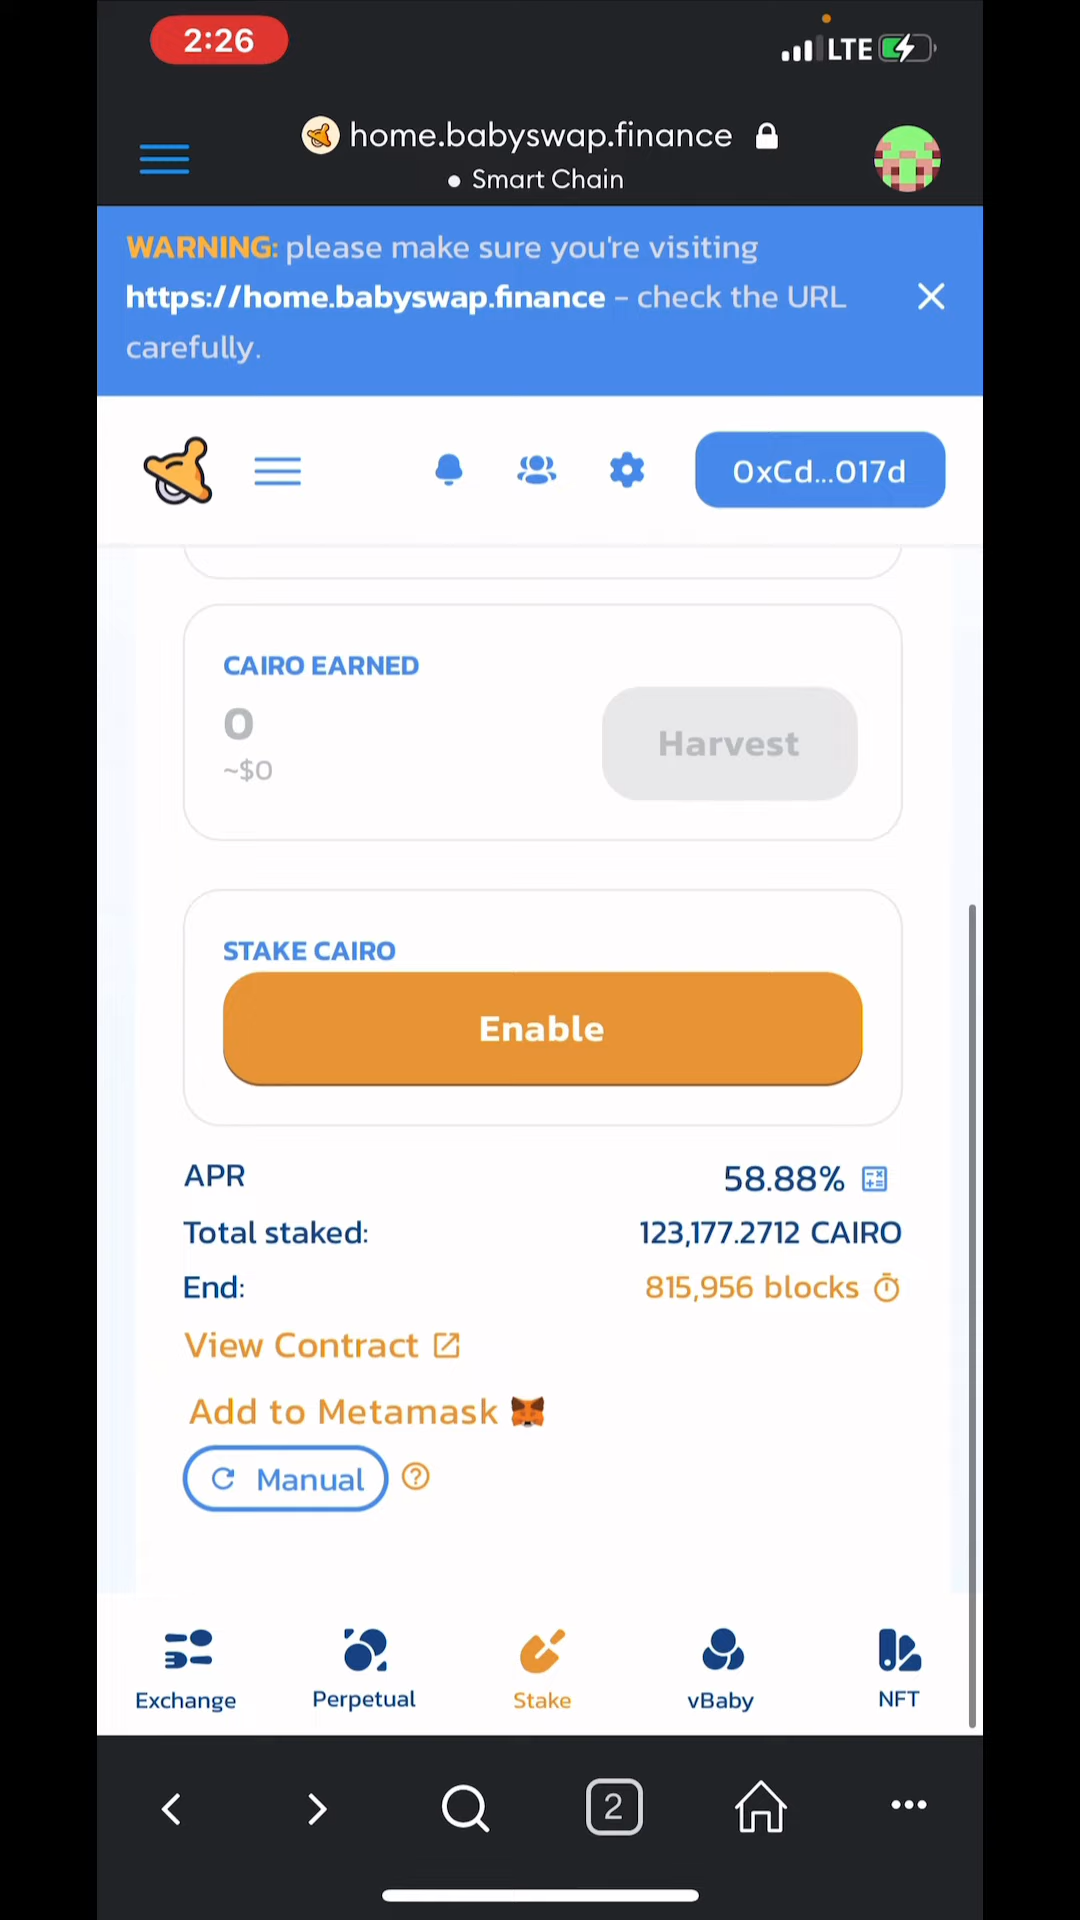 2:26
LTE
home.babyswap.finance
Smart Chain
WARNING: please make sure you're visiting
https://home.babyswap.finance - check the URL
carefully.
0xCd...017d
CAIRO EARNED
0
~$0
Harvest
STAKE CAIRO
Enable
APR
58.88%
Total staked:
123,177.2712 CAIRO
End:
815,956 blocks
View Contract
Add to Metamask
Manual
Exchange
Perpetual
Stake
vBaby
NFT
2